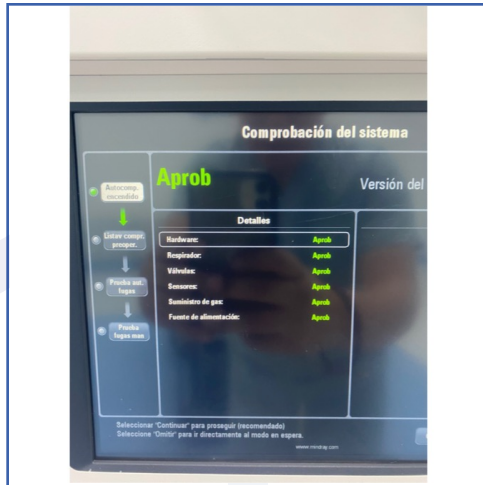 Comprobación del sistema
Autocomp.
encendido
Aprob
Versión del
Detalles
Hardware: Aprob
Respirador: Aprob
Válvulas: Aprob
Sensores: Aprob
Suministro de gas: Aprob
Fuente de alimentación: Aprob
Listav compr.
preoper.
Prueba aut.
fugas
Prueba
fugas man
Seleccionar "Continuar" para proseguir (recomendado)
Seleccione "Omitir" para ir directamente al modo en espera.
www.mindray.com